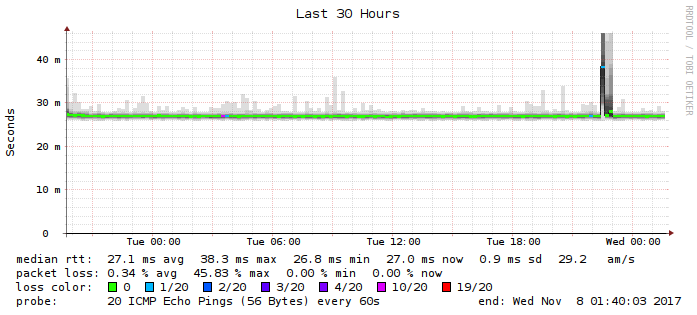 Last 30 Hours
RRDTOOL / TOBI OETIKER
Seconds
40 m
30 m
20 m
10 m
0
Tue 00:00 Tue 06:00 Tue 12:00 Tue 18:00 Wed 00:00
median rtt: 27.1 ms avg 38.3 ms max 26.8 ms min 27.0 ms now 0.9 ms sd 29.2 am/s
packet loss: 0.34 % avg 45.83 % max 0.00 % min 0.00 % now
loss color: 0 1/20 2/20 3/20 4/20 10/20 19/20
probe: 20 ICMP Echo Pings (56 Bytes) every 60s end: Wed Nov 8 01:40:03 2017